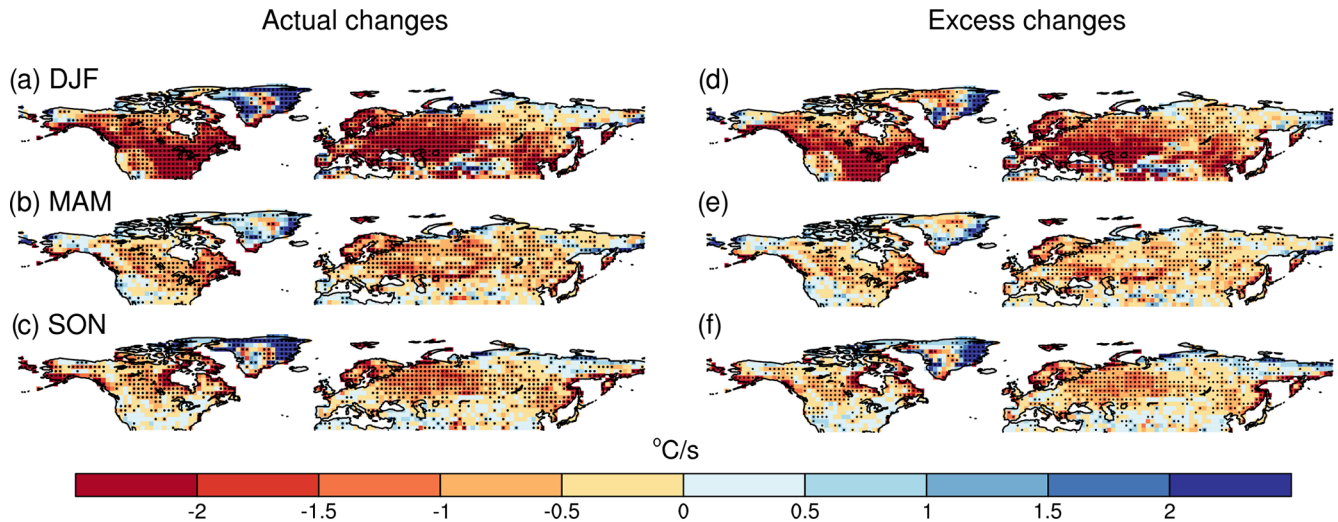 Actual changes Excess changes
(a) DJF (d)
(b) MAM (e)
(c) SON (f)
°C/s
-2 -1.5 -1 -0.5 0 0.5 1 1.5 2